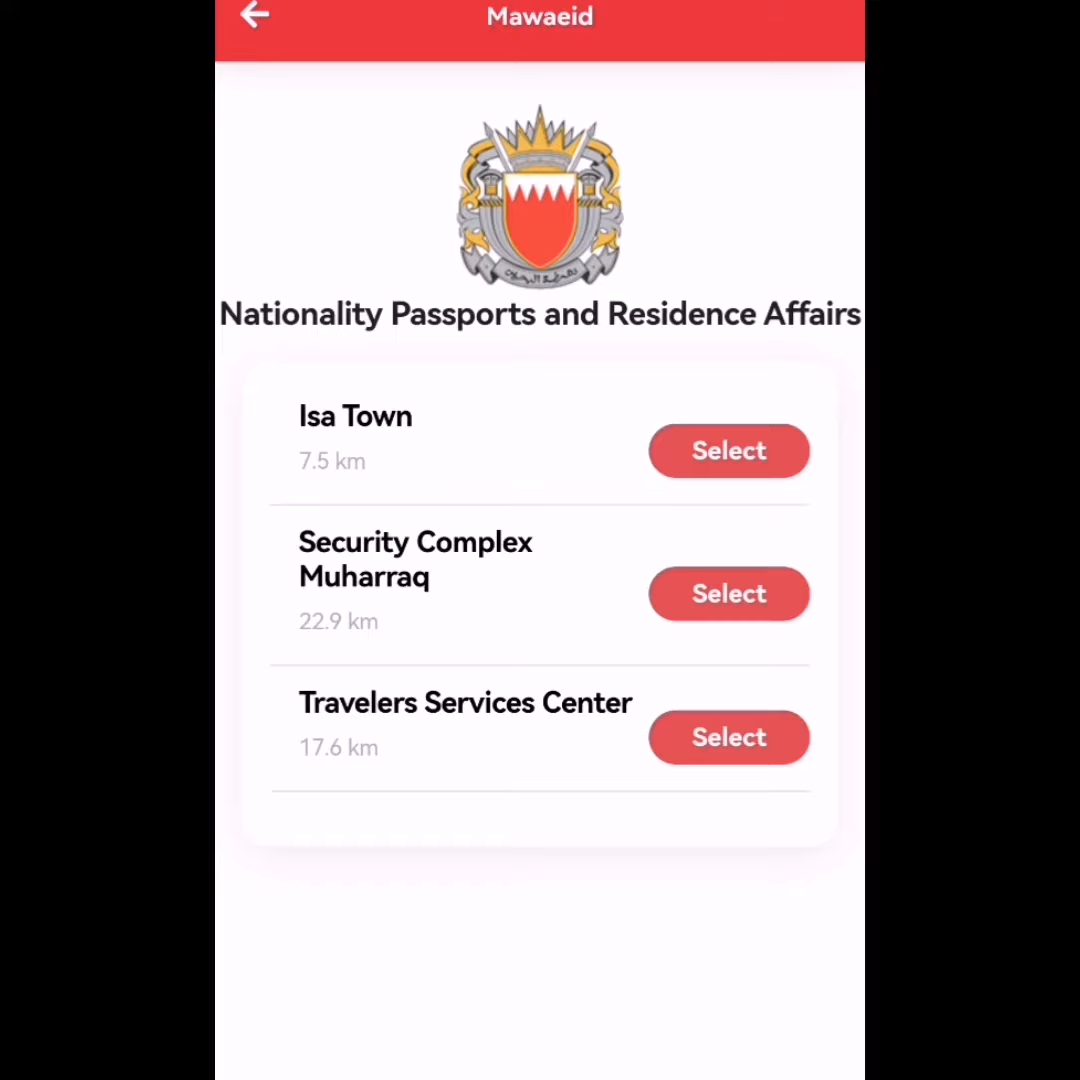 Mawaeid
Nationality Passports and Residence Affairs
Isa Town
7.5 km
Select
Security Complex
Muharraq
22.9 km
Select
Travelers Services Center
17.6 km
Select